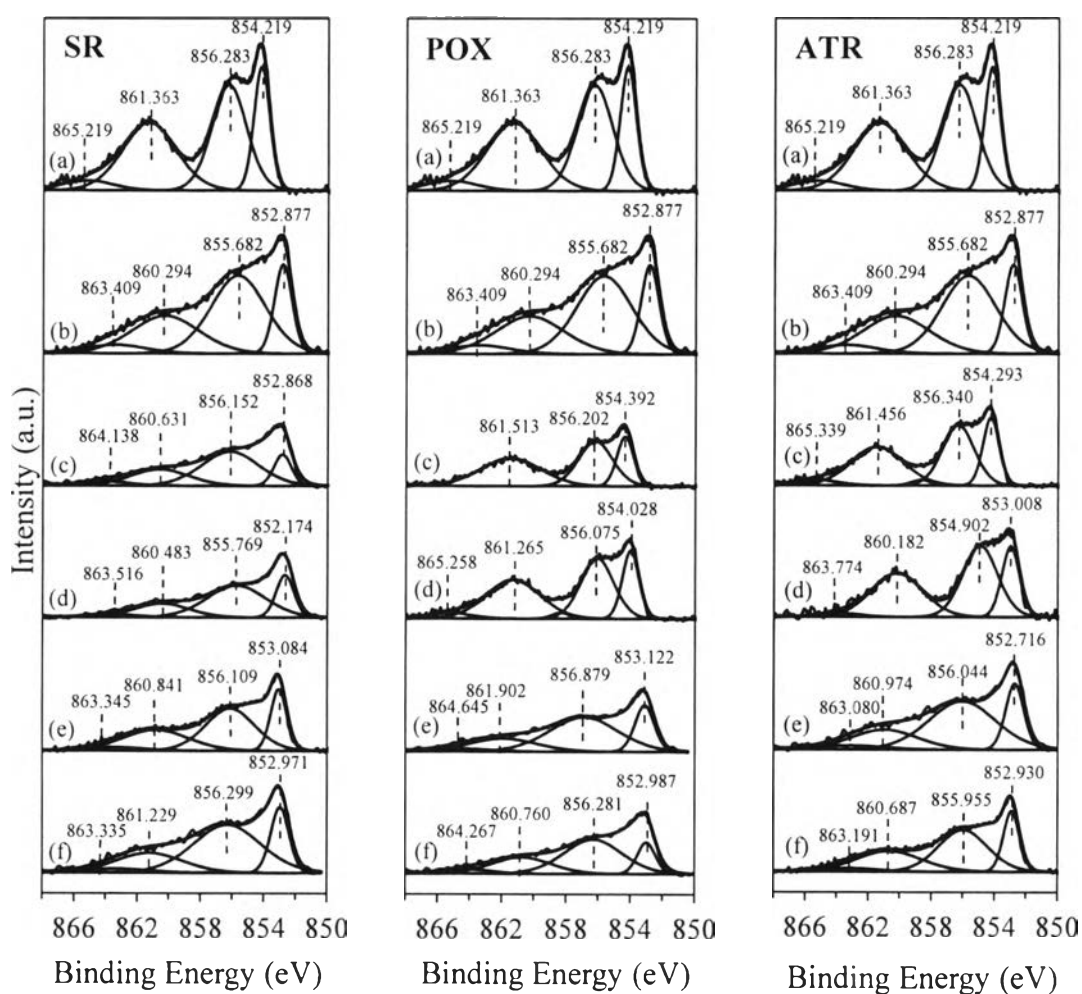 SR
854.219
856.283
861.363
865.219
(a)
852.877
855.682
860.294
863.409
(b)
852.868
856.152
860.631
864.138
(c)
852.174
855.769
860.483
863.516
(d)
853.084
856.109
860.841
863.345
(e)
852.971
856.299
861.229
863.335
(f)
866 862 858 854 850
Binding Energy (eV)
Intensity (a.u.)
POX
854.219
856.283
861.363
865.219
(a)
852.877
855.682
860.294
863.409
(b)
854.392
856.202
861.513
(c)
854.028
856.075
861.265
865.258
(d)
853.122
856.879
861.902
864.645
(e)
852.987
856.281
860.760
864.267
(f)
866 862 858 854 850
Binding Energy (eV)
ATR
854.219
856.283
861.363
865.219
(a)
852.877
855.682
860.294
863.409
(b)
854.293
856.340
861.456
865.339
(c)
853.008
854.902
860.182
863.774
(d)
852.716
856.044
860.974
863.080
(e)
852.930
855.955
860.687
863.191
(f)
866 862 858 854 850
Binding Energy (eV)